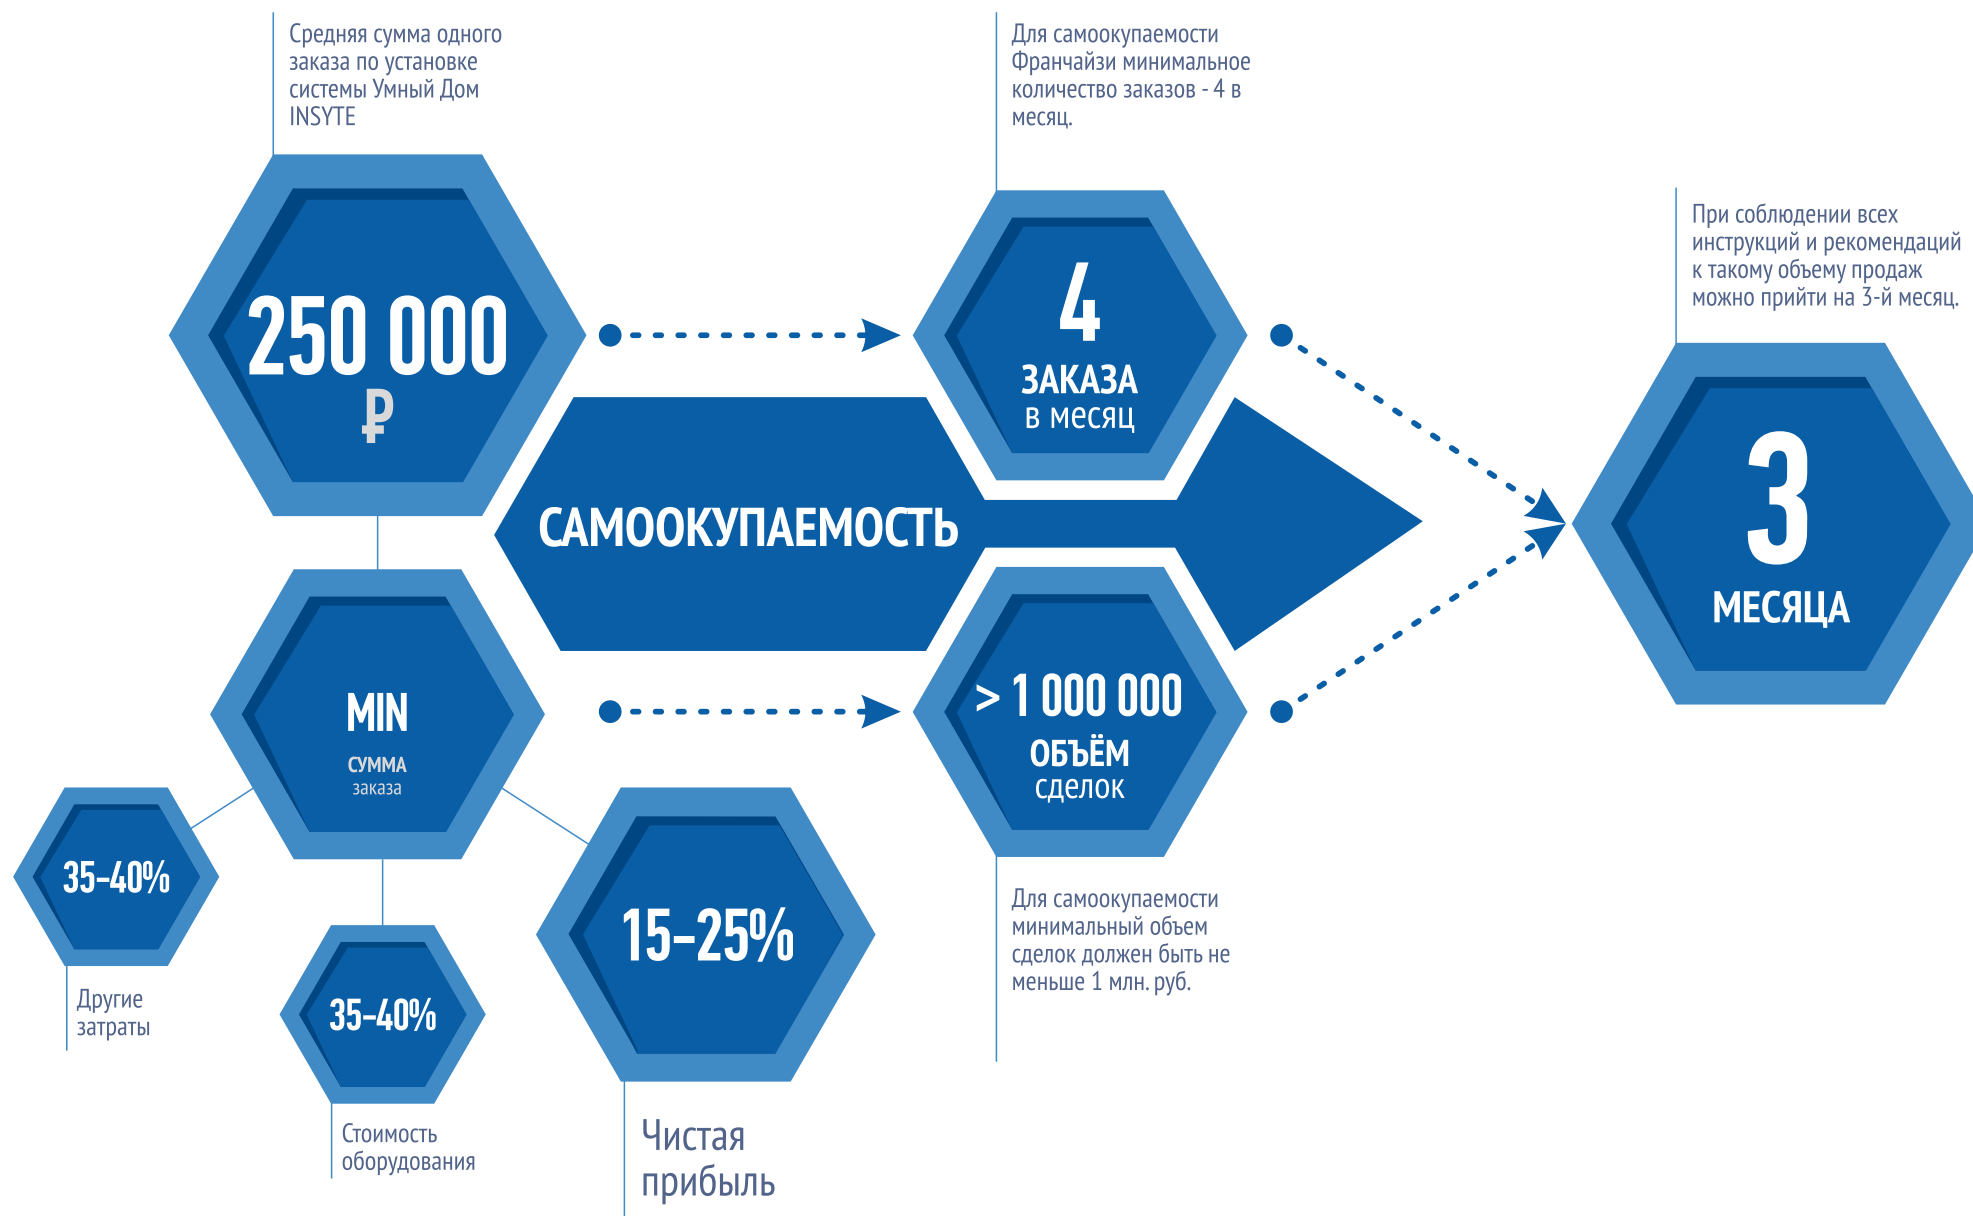 Средняя сумма одного
заказа по установке
системы Умный Дом
INSYTE
250 000
₽
Для самоокупаемости
Франчайзи минимальное
количество заказов - 4 в
месяц.
4
ЗАКАЗА
в месяц
При соблюдении всех
инструкций и рекомендаций
к такому объему продаж
можно прийти на 3-й месяц.
3
МЕСЯЦА
САМООКУПАЕМОСТЬ
MIN
СУММА
заказа
> 1 000 000
ОБЪЁМ
сделок
Для самоокупаемости
минимальный объем
сделок должен быть не
меньше 1 млн. руб.
35–40%
Другие
затраты
35–40%
Стоимость
оборудования
15–25%
Чистая
прибыль